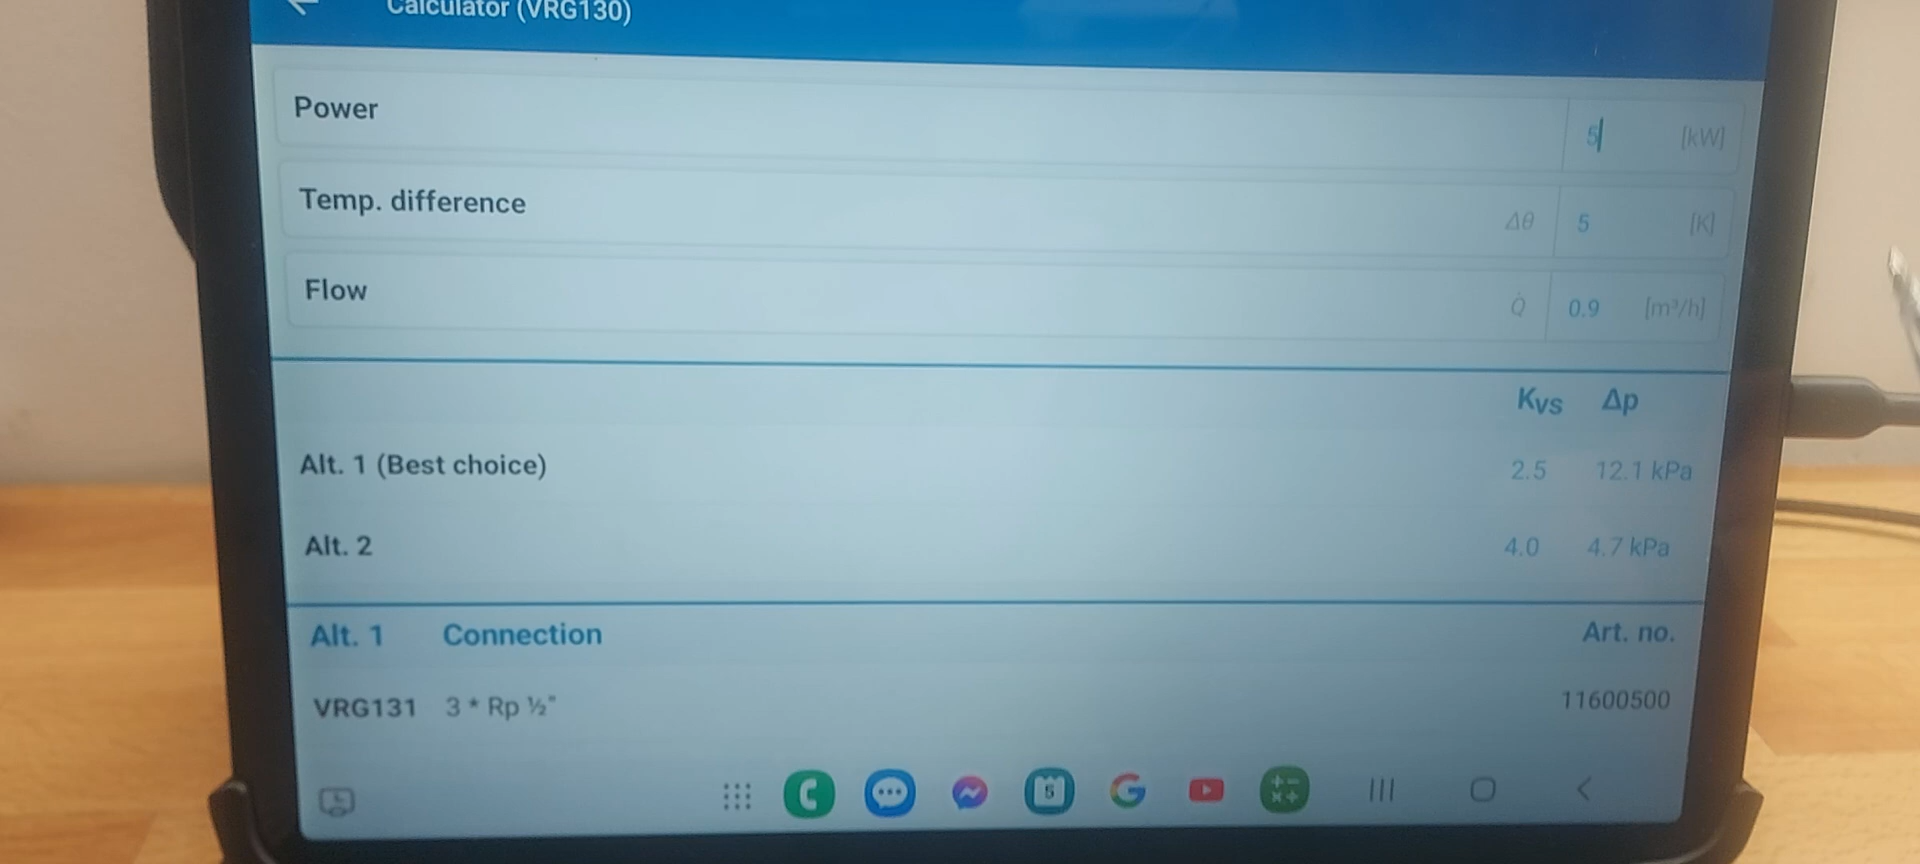 Calculator (VRG130)
Power 5 [kW]
Temp. difference Δθ 5 [K]
Flow Q̇ 0.9 [m³/h]
Kvs Δp
Alt. 1 (Best choice) 2.5 12.1 kPa
Alt. 2 4.0 4.7 kPa
Alt. 1 Connection Art. no.
VRG131 3 * Rp ½" 11600500
5